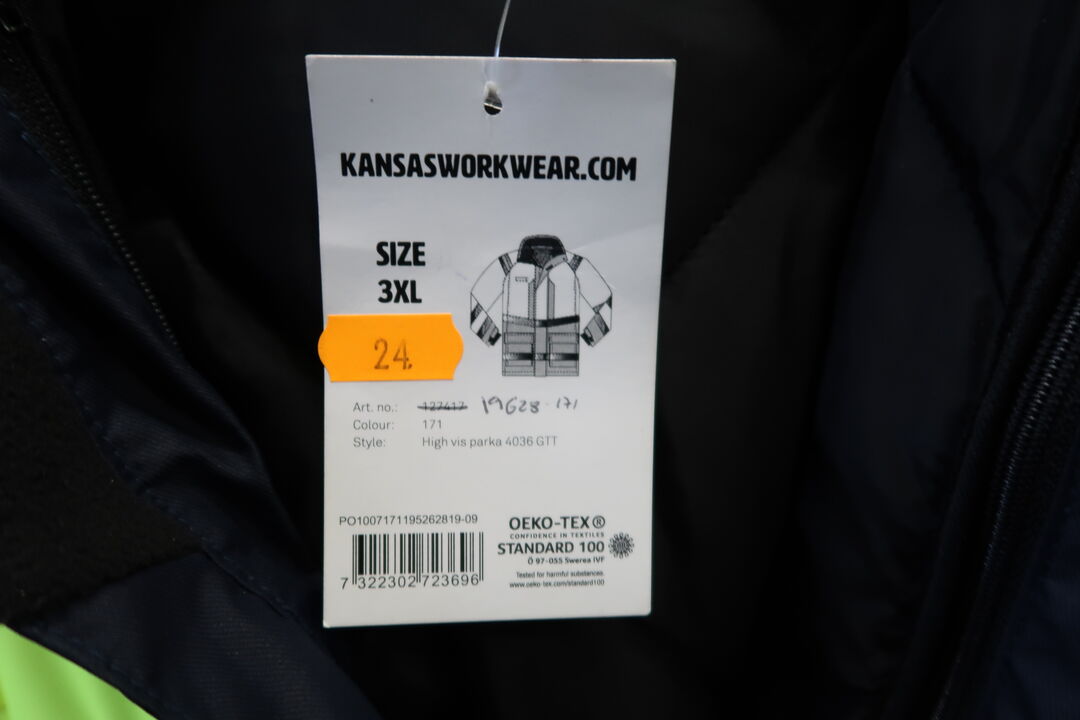 KANSASWORKWEAR.COM
SIZE
3XL
24.
Art. no.: 127417 19628-171
Colour: 171
Style: High vis parka 4036 GTT
PO1007171195262819-09
7 322302 723696
OEKO-TEX®
CONFIDENCE IN TEXTILES
STANDARD 100
Ö 97-055 Swerea IVF
Tested for harmful substances.
www.oeko-tex.com/standard100